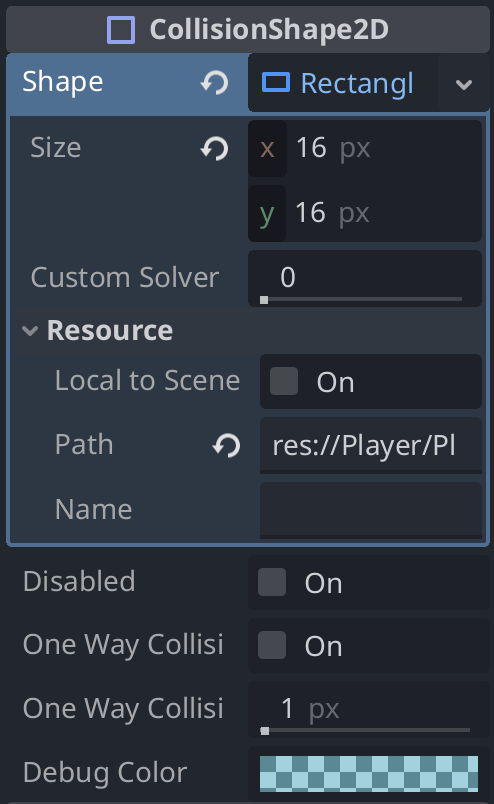 CollisionShape2D
Shape Rectangl
Size x 16 px
y 16 px
Custom Solver 0
Resource
Local to Scene On
Path res://Player/Pl
Name
Disabled On
One Way Collisi On
One Way Collisi 1 px
Debug Color